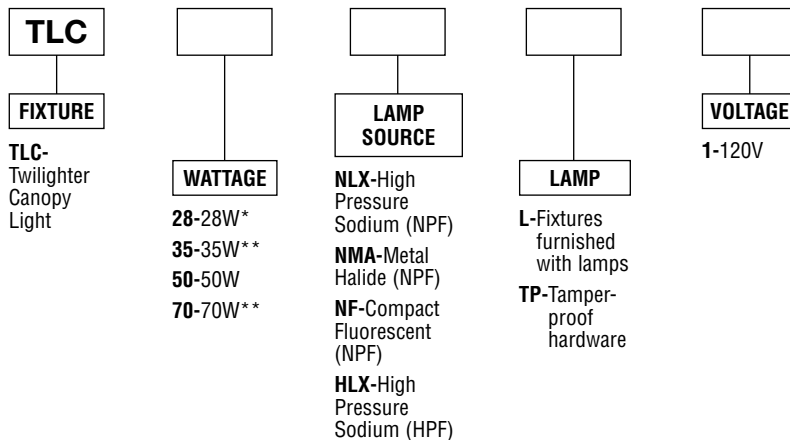 TLC
FIXTURE
TLC-
Twilighter
Canopy
Light
WATTAGE
28-28W*
35-35W**
50-50W
70-70W**
LAMP
SOURCE
NLX-High
Pressure
Sodium (NPF)
NMA-Metal
Halide (NPF)
NF-Compact
Fluorescent
(NPF)
HLX-High
Pressure
Sodium (HPF)
LAMP
L-Fixtures
furnished
with lamps
TP-Tamper-
proof
hardware
VOLTAGE
1-120V